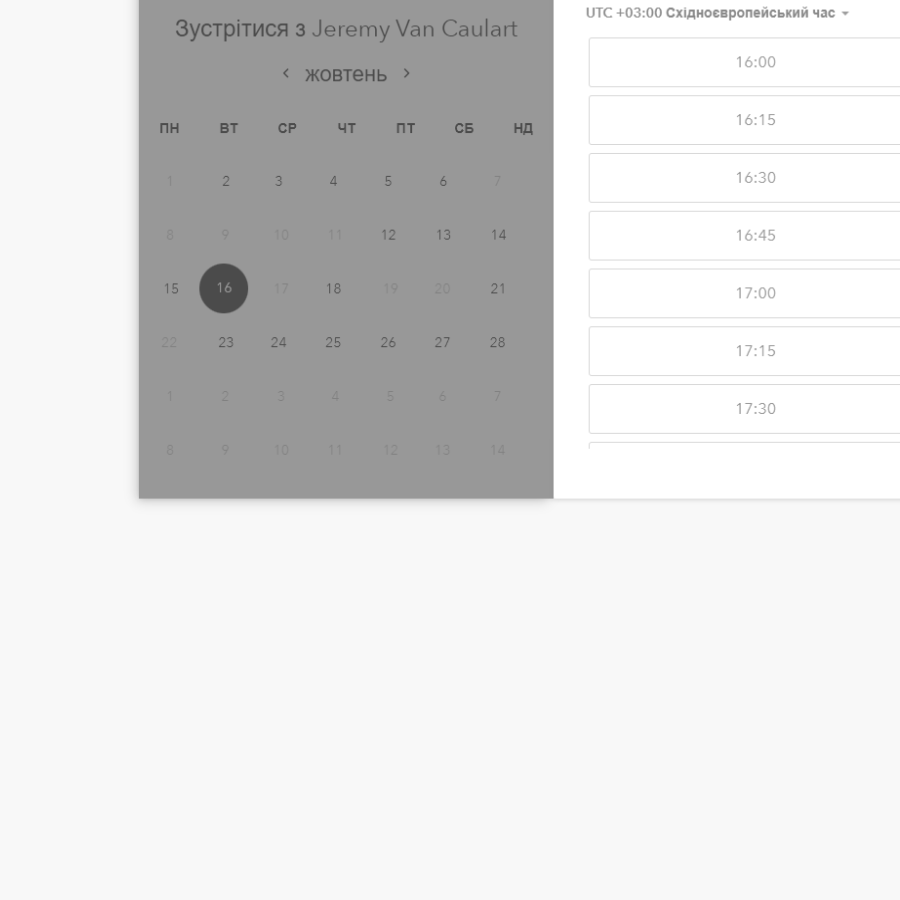 Зустрітися з Jeremy Van Caulart
жовтень
ПН ВТ СР ЧТ ПТ СБ НД
1 2 3 4 5 6 7
8 9 10 11 12 13 14
15 16 17 18 19 20 21
22 23 24 25 26 27 28
1 2 3 4 5 6 7
8 9 10 11 12 13 14
UTC +03:00 Східноєвропейський час
16:00
16:15
16:30
16:45
17:00
17:15
17:30